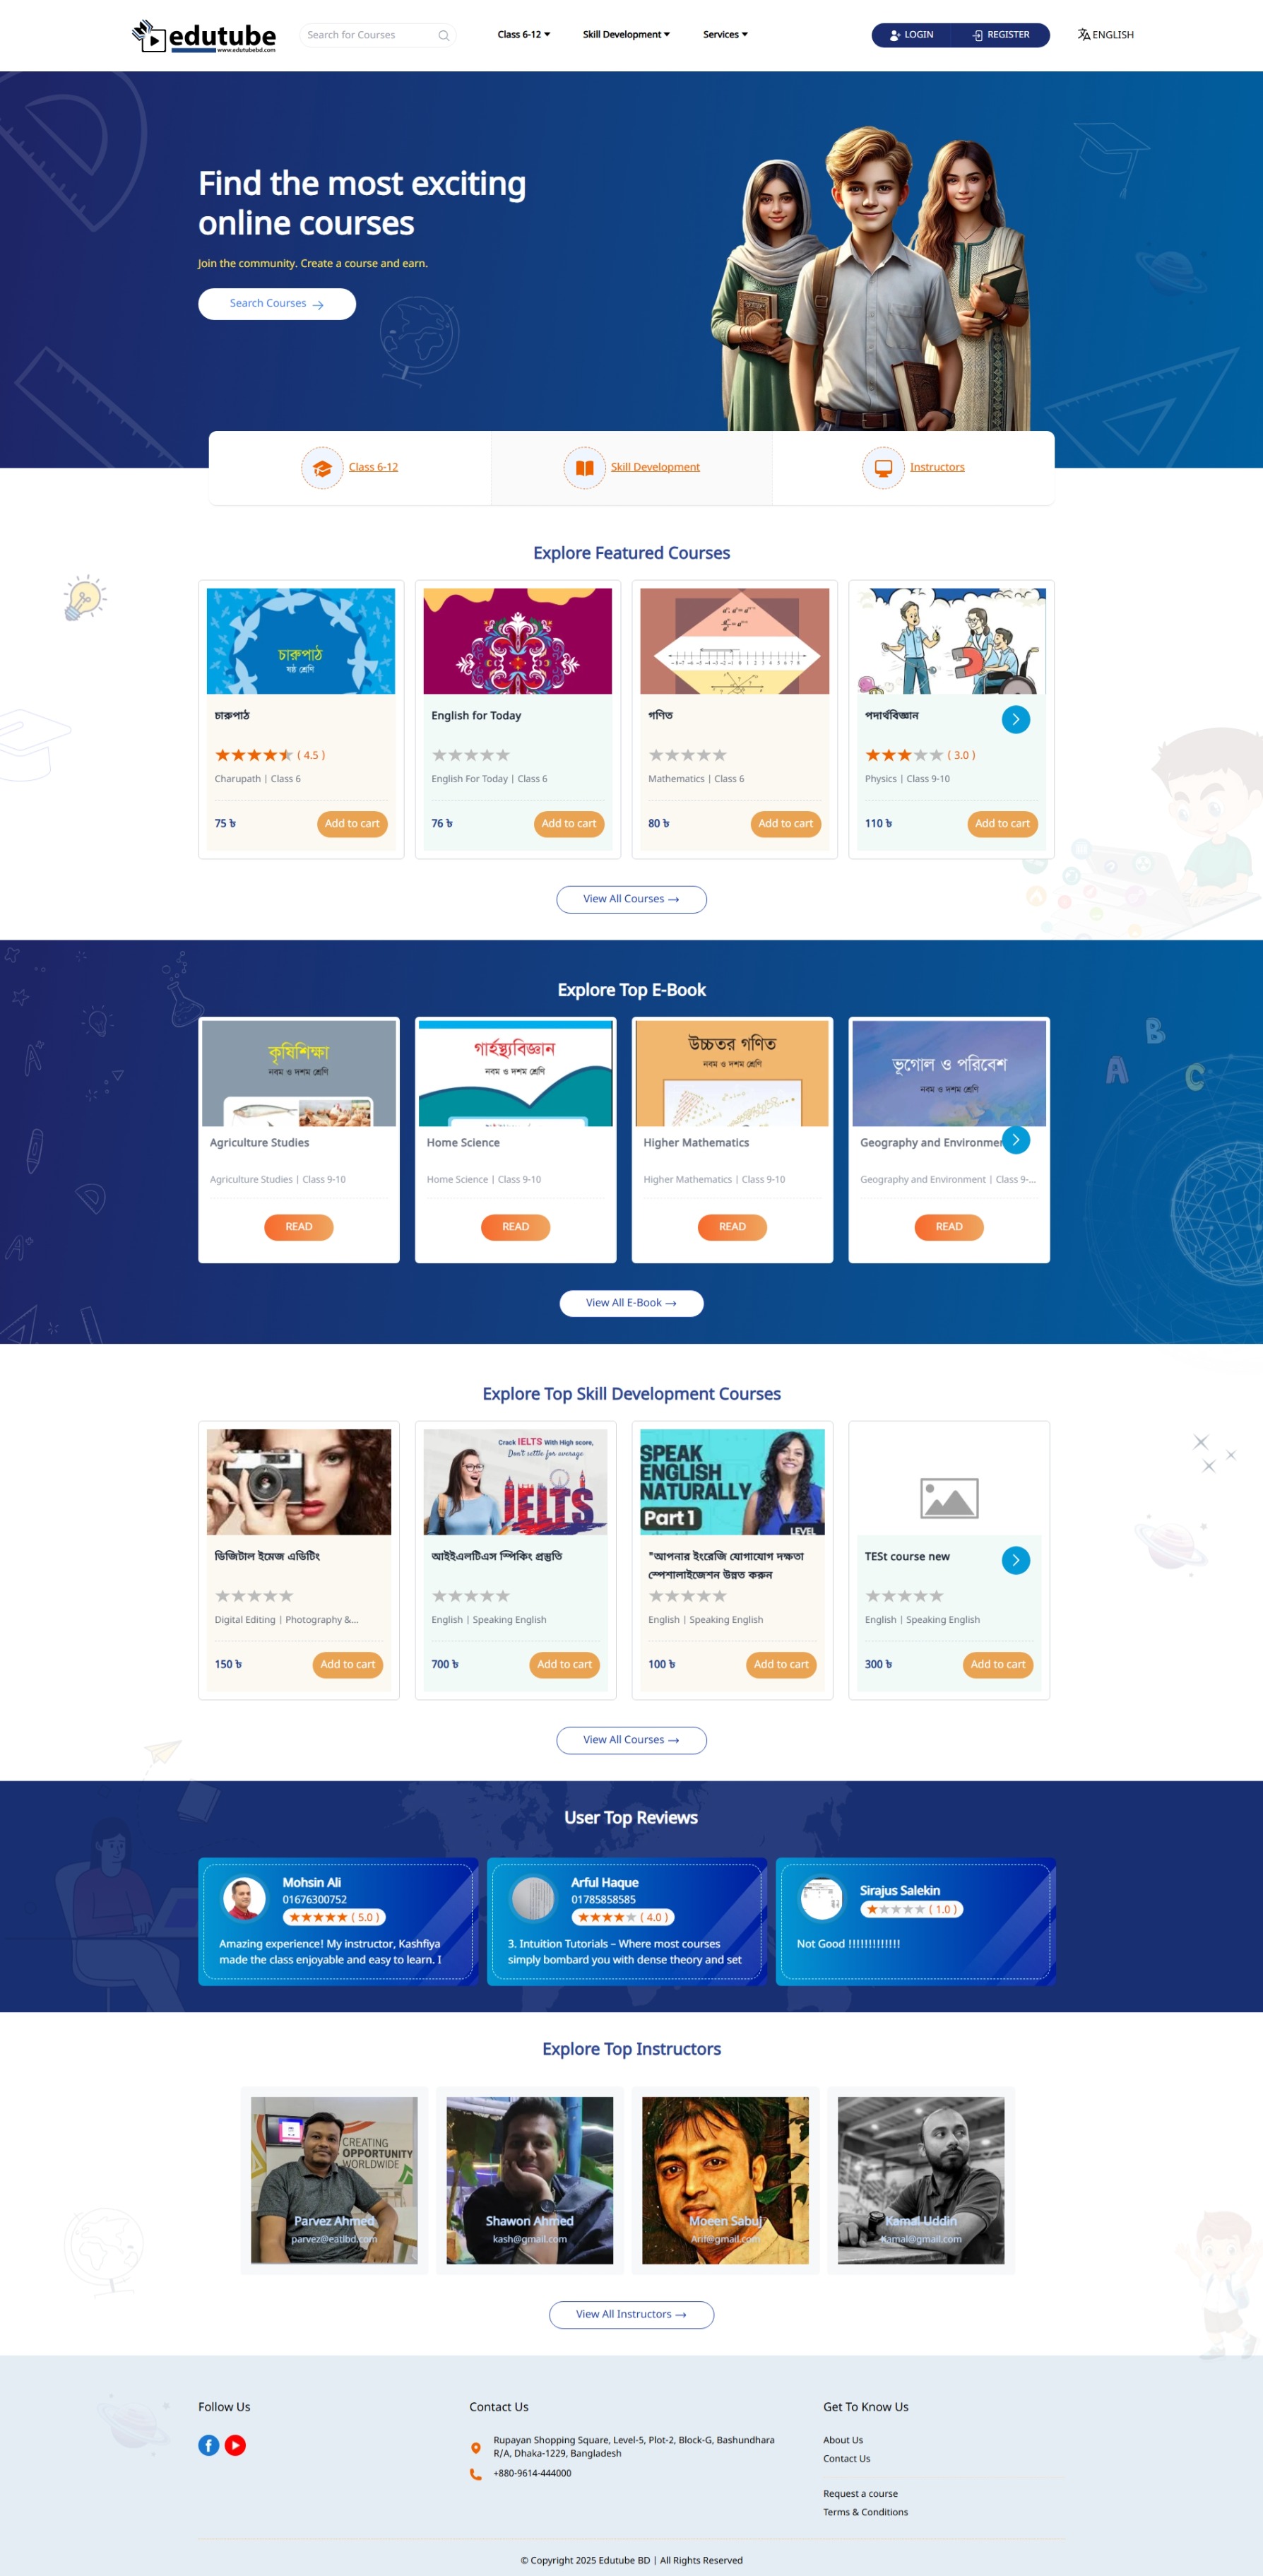 edutube
www.edutubebd.com
Search for Courses
Class 6-12
Skill Development
Services
LOGIN
REGISTER
ENGLISH
Find the most exciting
online courses
Join the community. Create a course and earn.
Search Courses
Class 6-12
Skill Development
Instructors
Explore Featured Courses
চারুপাঠ
ষষ্ঠ শ্রেণি
চারুপাঠ
( 4.5 )
Charupath | Class 6
75 ৳
Add to cart
English for Today
English For Today | Class 6
76 ৳
Add to cart
গণিত
Mathematics | Class 6
80 ৳
Add to cart
পদার্থবিজ্ঞান
( 3.0 )
Physics | Class 9-10
110 ৳
Add to cart
View All Courses →
Explore Top E-Book
কৃষিশিক্ষা
নবম ও দশম শ্রেণি
Agriculture Studies
Agriculture Studies | Class 9-10
READ
গার্হস্থ্যবিজ্ঞান
নবম ও দশম শ্রেণি
Home Science
Home Science | Class 9-10
READ
উচ্চতর গণিত
নবম ও দশম শ্রেণি
Higher Mathematics
Higher Mathematics | Class 9-10
READ
ভূগোল ও পরিবেশ
নবম ও দশম শ্রেণি
Geography and Environmen
Geography and Environment | Class 9-...
READ
A B C
View All E-Book →
Explore Top Skill Development Courses
ডিজিটাল ইমেজ এডিটিং
Digital Editing | Photography &...
150 ৳
Add to cart
Crack IELTS With High score,
Don't settle for average
IELTS
আইইএলটিএস স্পিকিং প্রস্তুতি
English | Speaking English
700 ৳
Add to cart
SPEAK
ENGLISH
NATURALLY
Part 1
LEVEL
"আপনার ইংরেজি যোগাযোগ দক্ষতা
স্পেশালাইজেশন উন্নত করুন
English | Speaking English
100 ৳
Add to cart
TESt course new
English | Speaking English
300 ৳
Add to cart
View All Courses →
User Top Reviews
Mohsin Ali
01676300752
( 5.0 )
Amazing experience! My instructor, Kashfiya
made the class enjoyable and easy to learn. I
Arful Haque
01785858585
( 4.0 )
3. Intuition Tutorials – Where most courses
simply bombard you with dense theory and set
Sirajus Salekin
( 1.0 )
Not Good !!!!!!!!!!!!!
Explore Top Instructors
CREATING
OPPORTUNITY
WORLDWIDE
Parvez Ahmed
parvez@eatibd.com
Shawon Ahmed
kash@gmail.com
Moeen Sabuj
Arif@gmail.com
Kamal Uddin
Kamal@gmail.com
View All Instructors →
Follow Us
Contact Us
Rupayan Shopping Square, Level-5, Plot-2, Block-G, Bashundhara
R/A, Dhaka-1229, Bangladesh
+880-9614-444000
Get To Know Us
About Us
Contact Us
Request a course
Terms & Conditions
© Copyright 2025 Edutube BD | All Rights Reserved